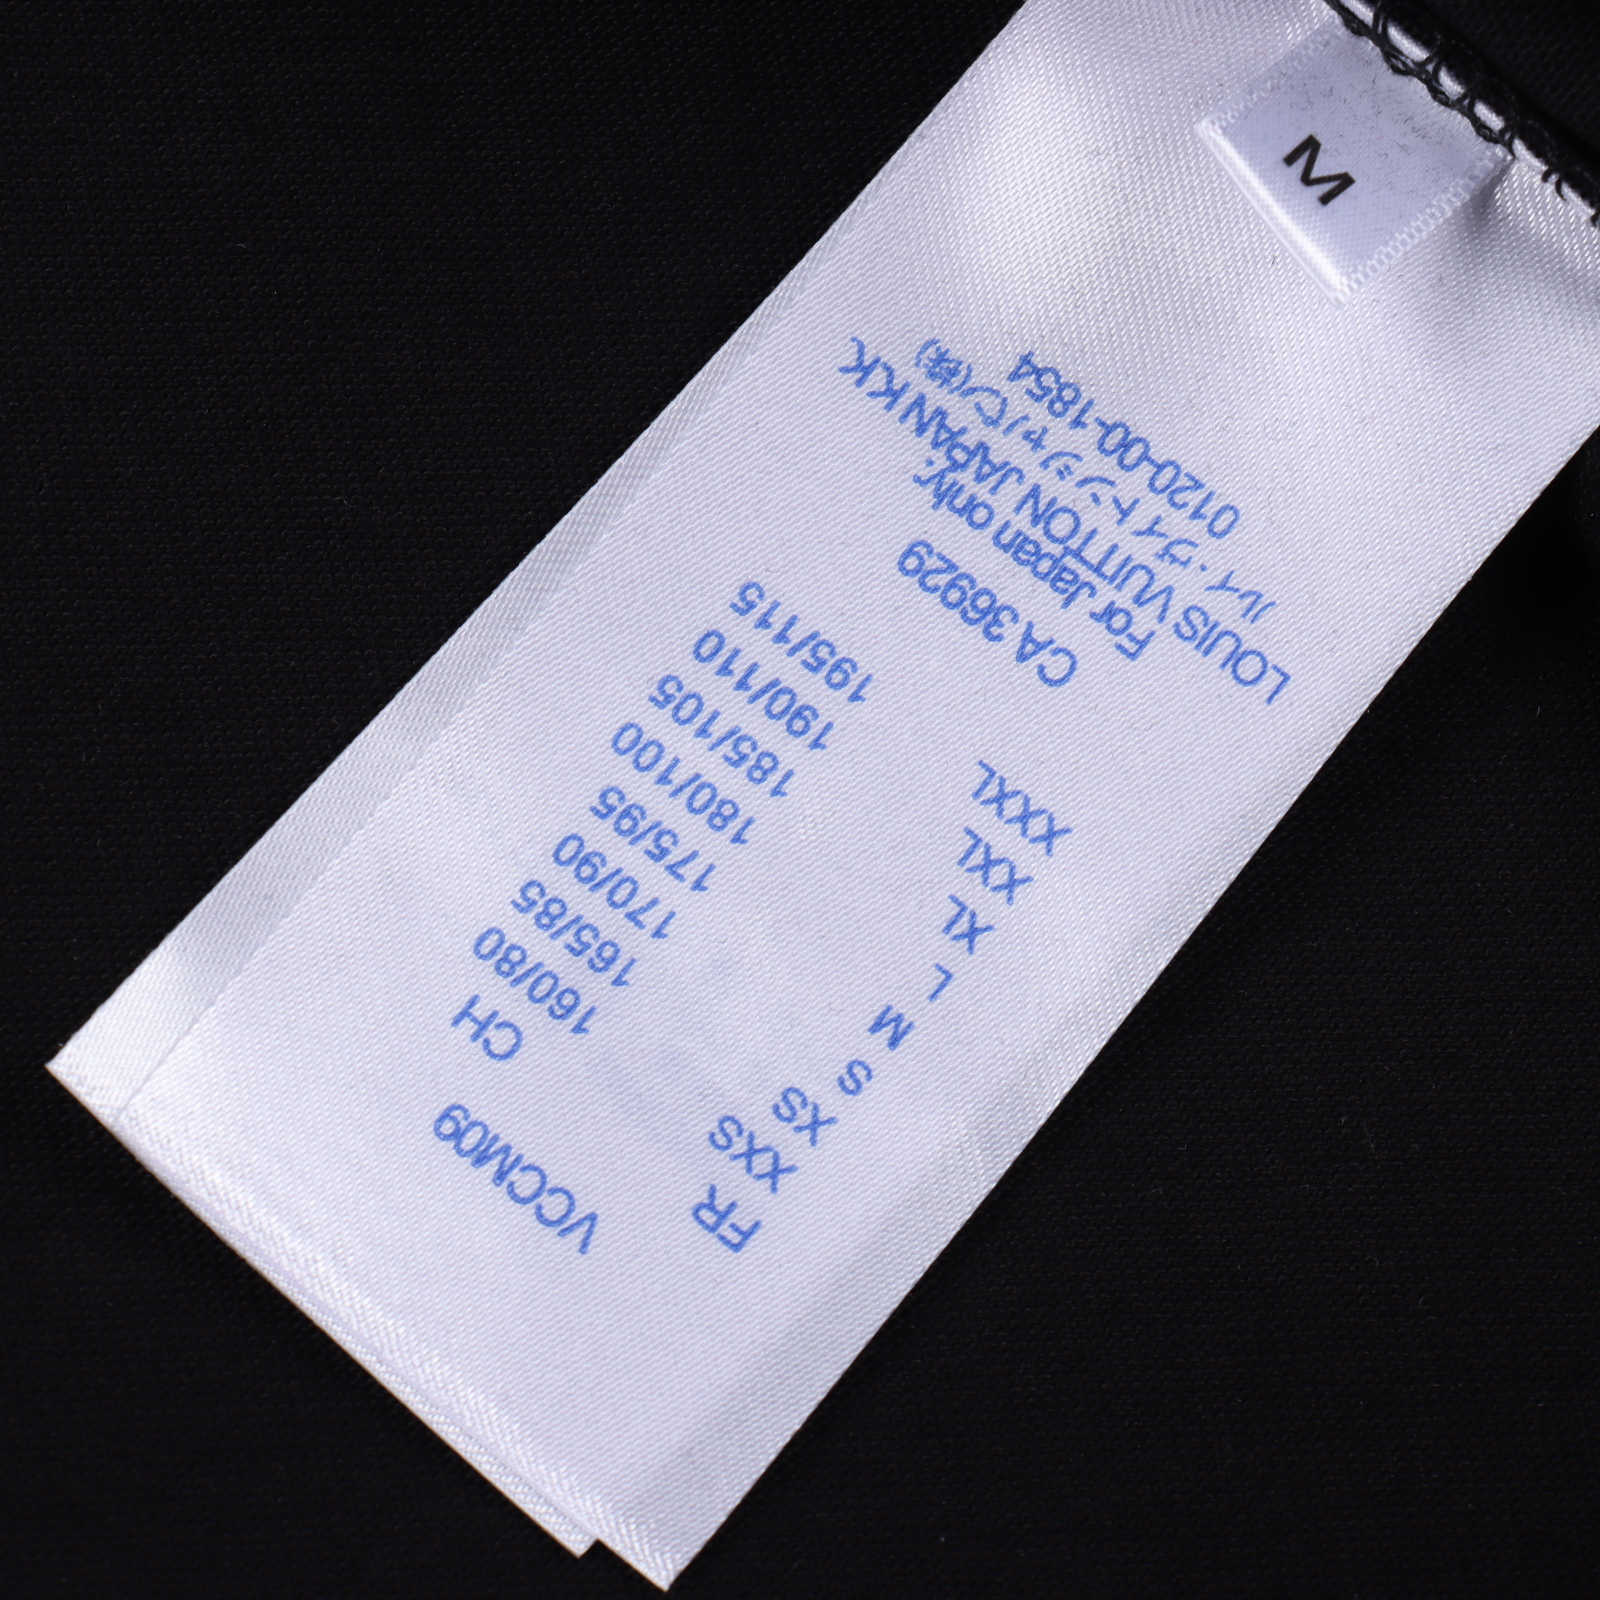 M
VCCM09
FR CH
XXS 160/80
XS 165/85
S 170/90
M 175/95
L 180/100
XL 185/105
XXL 190/110
XXXL 195/115
CA 36929
For Japan only.
LOUIS VUITTON JAPAN KK
ルイ・ヴィトンジャパン(株)
0120-00-1854